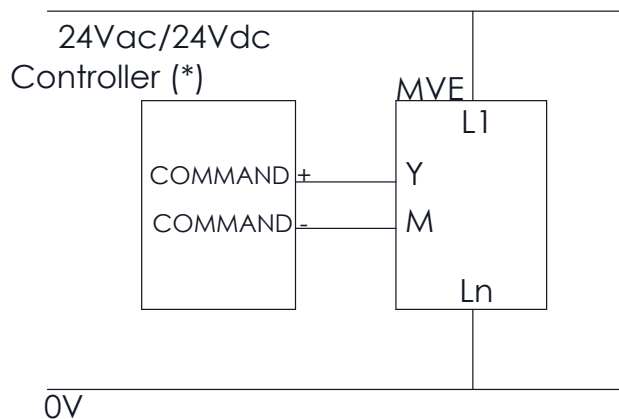 24Vac/24Vdc
Controller (*)
MVE
L1
COMMAND +
Y
COMMAND -
M
Ln
0V